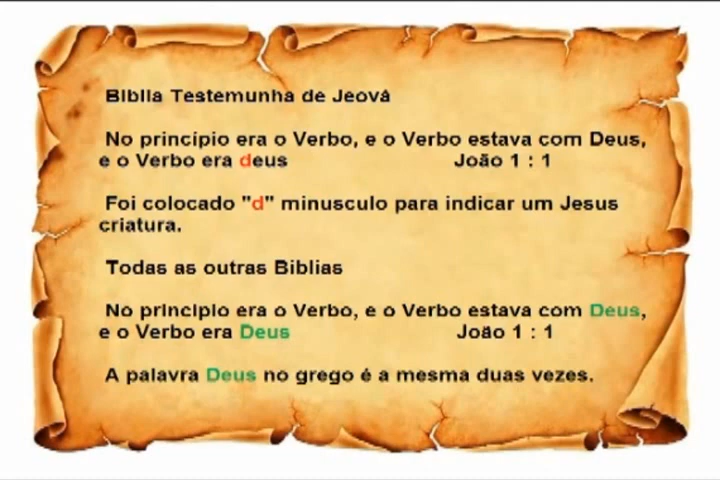 Biblia Testemunha de Jeová
No princípio era o Verbo, e o Verbo estava com Deus,
e o Verbo era deus João 1 : 1
Foi colocado "d" minusculo para indicar um Jesus
criatura.
Todas as outras Biblias
No principio era o Verbo, e o Verbo estava com Deus,
e o Verbo era Deus João 1 : 1
A palavra Deus no grego é a mesma duas vezes.